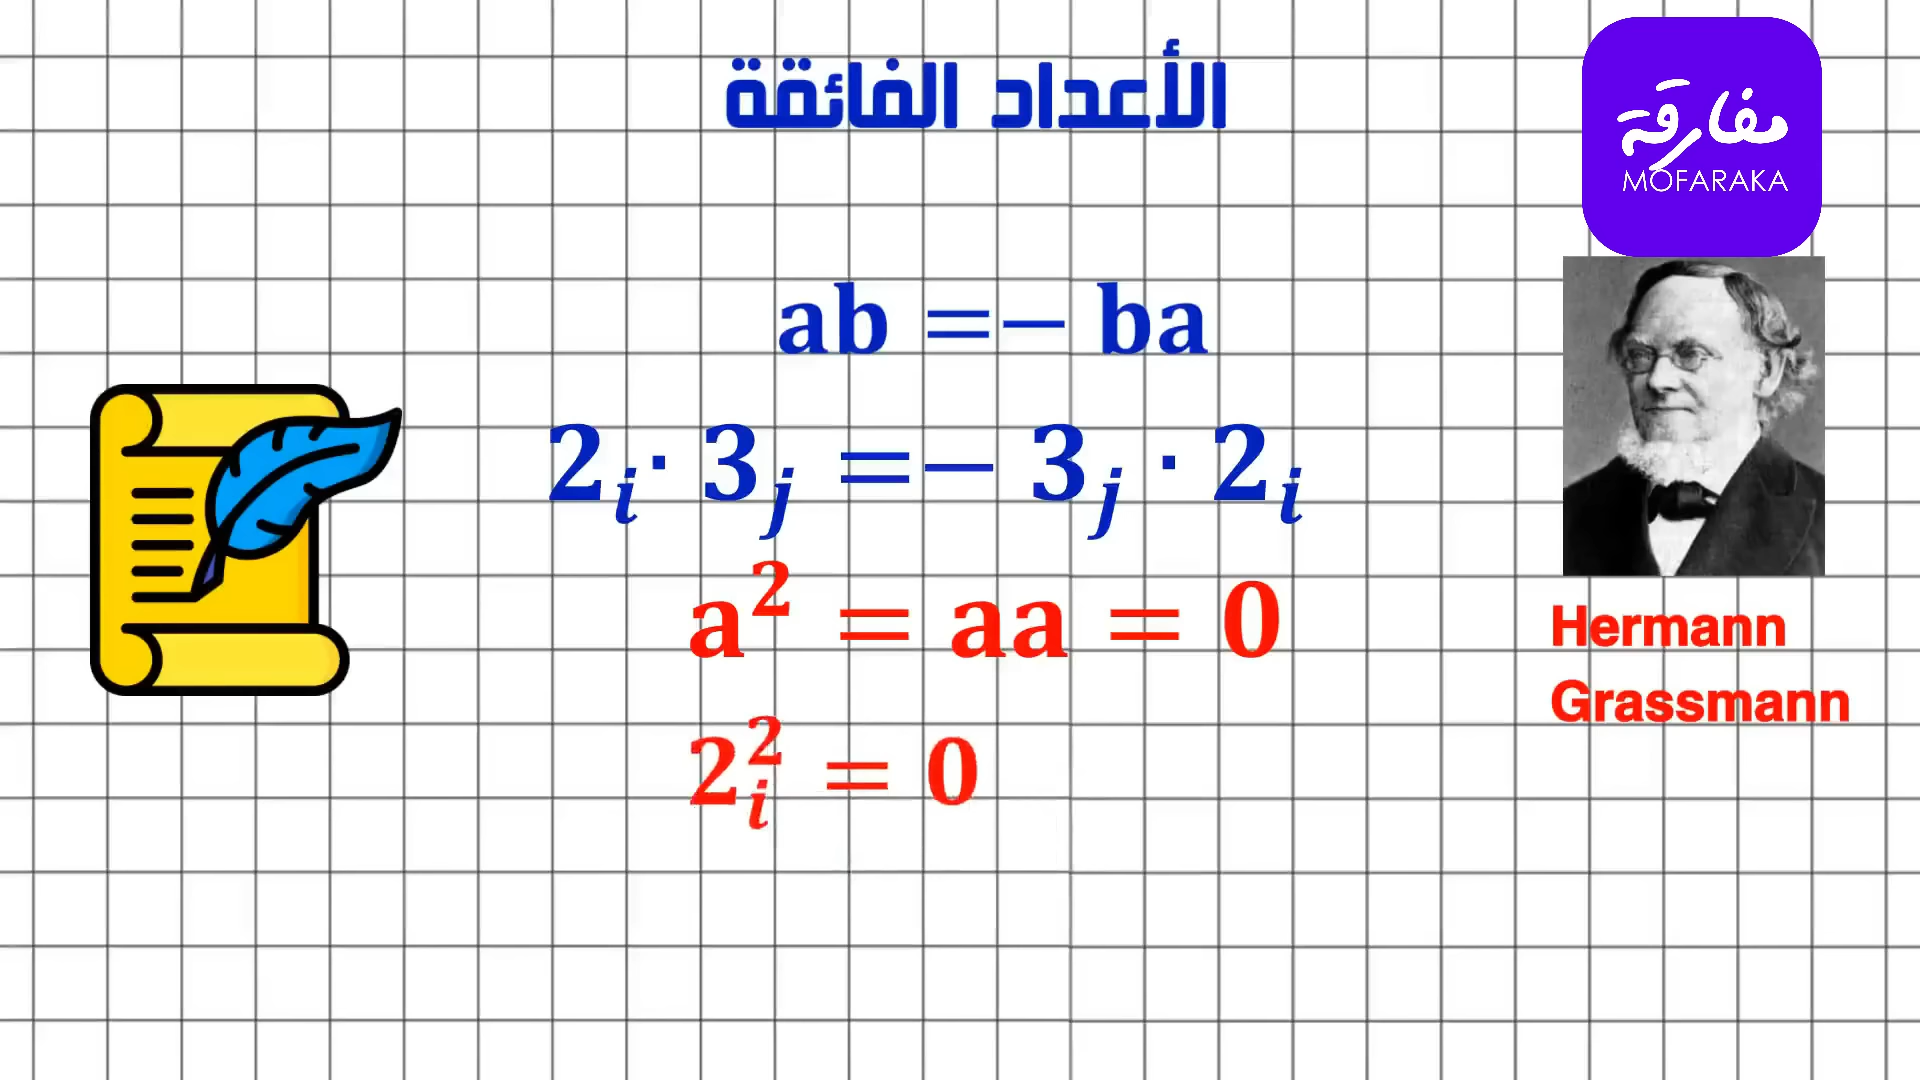 الأعداد الفائقة
مفارقة
MOFARAKA
ab =− ba
2ᵢ· 3ⱼ =− 3ⱼ · 2ᵢ
a² = aa = 0
2ᵢ² = 0
Hermann
Grassmann